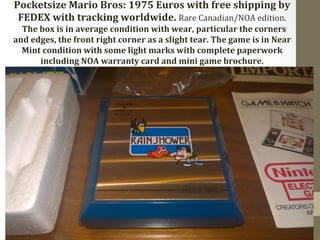 Pocketsize Mario Bros: 1975 Euros with free shipping by
FEDEX with tracking worldwide. Rare Canadian/NOA edition.
The box is in average condition with wear, particular the corners
and edges, the front right corner as a slight tear. The game is in Near
Mint condition with some light marks with complete paperwork
including NOA warranty card and mini game brochure.
GAME & WATCH
RAIN SHOWER
GAME & WATCH
Ninte
ELEC
GA
CREATORS O